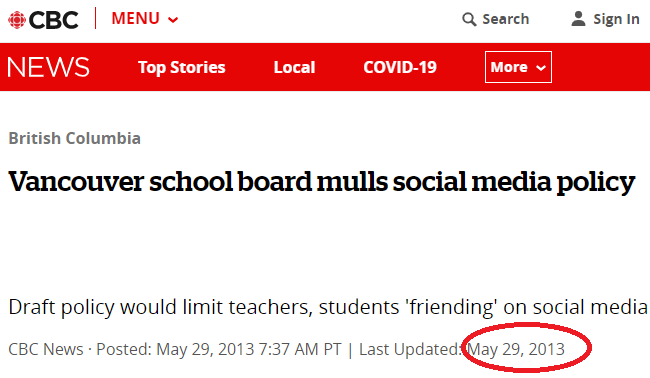 CBC MENU Search Sign In
NEWS Top Stories Local COVID-19 More
British Columbia
Vancouver school board mulls social media policy
Draft policy would limit teachers, students 'friending' on social media
CBC News · Posted: May 29, 2013 7:37 AM PT | Last Updated: May 29, 2013